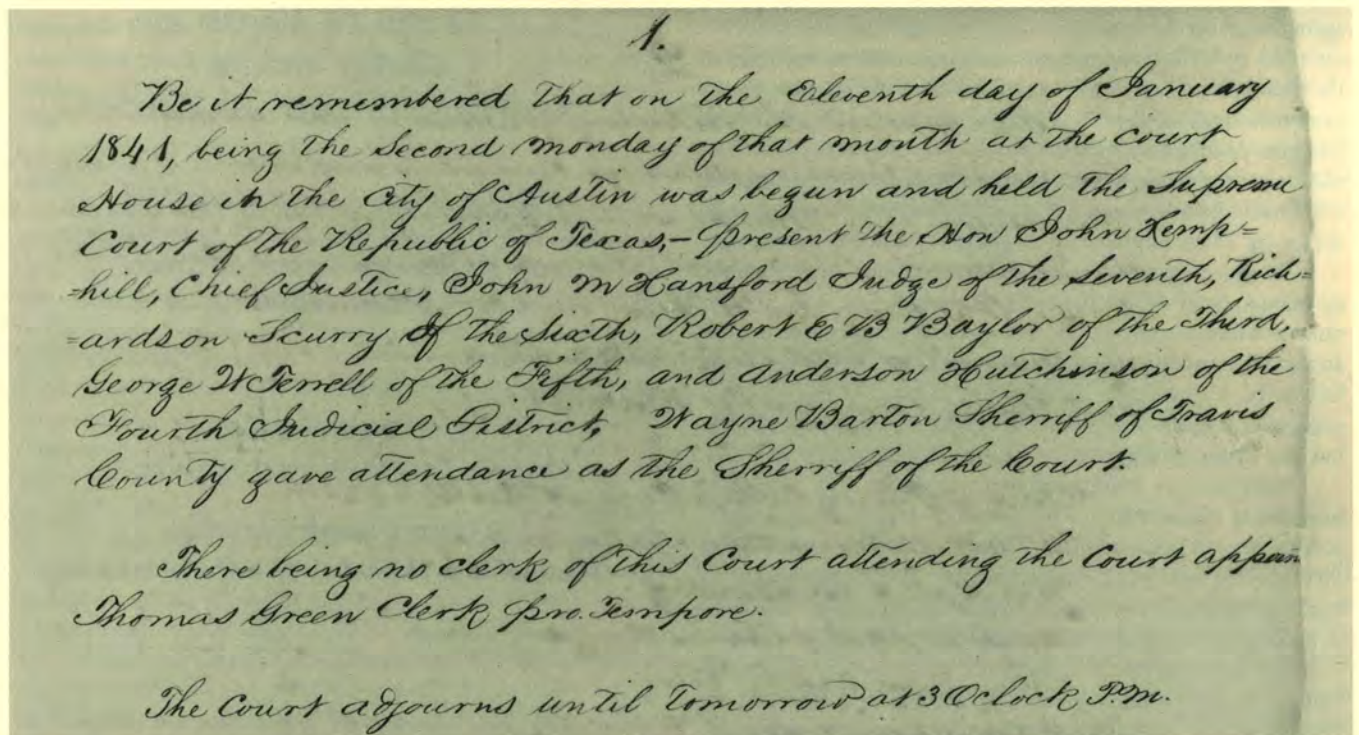 1.
Be it remembered that on the Eleventh day of January
1841, being the Second Monday of that month at the Court
House in the City of Austin was begun and held the Supreme
Court of the Republic of Texas,- present the Hon John Hemp=
=hill, Chief Justice, John M Hansford Judge of the Seventh, Rich=
=ardson Scurry of the Sixth, Robert E B Baylor of the Third,
George W Terrell of the Fifth, and Anderson Hutchinson of the
Fourth Judicial District, Wayne Barton Sherriff of Travis
County gave attendance as the Sherriff of the Court.
There being no clerk of this Court attending the Court
Thomas Green Clerk pro. Tempore.
The Court adjourns until tomorrow at 3 Oclock P.M.